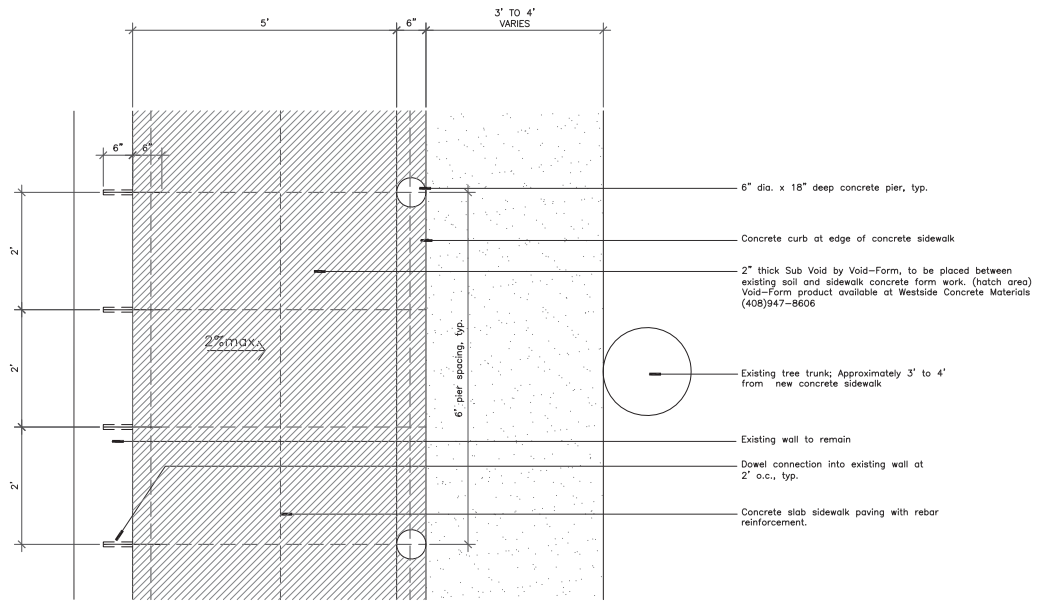 5'
6"
3' TO 4'
VARIES
6"
6"
6" dia. x 18" deep concrete pier, typ.
Concrete curb at edge of concrete sidewalk
2'
2" thick Sub Void by Void-Form, to be placed between
existing soil and sidewalk concrete form work. (hatch area)
Void-Form product available at Westside Concrete Materials
(408)947-8606
2%max.
6' pier spacing, typ.
2'
Existing tree trunk; Approximately 3' to 4'
from new concrete sidewalk
Existing wall to remain
Dowel connection into existing wall at
2' o.c., typ.
2'
Concrete slab sidewalk paving with rebar
reinforcement.